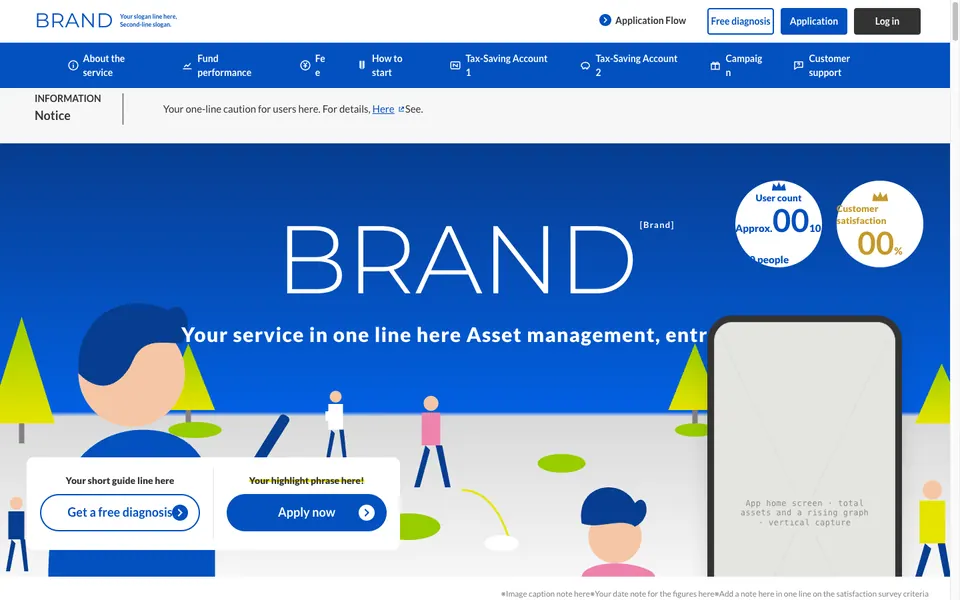 BRAND
Your slogan line here,
Second-line slogan.
Application Flow
Free diagnosis
Application
Log in
About the
service
Fund
performance
Fe
e
How to
start
Tax-Saving Account
1
Tax-Saving Account
2
Campaig
n
Customer
support
INFORMATION
Notice
Your one-line caution for users here. For details, Here See.
BRAND
[Brand]
User count
Approx.0010
people
Customer
satisfaction
00%
Your service in one line here Asset management, entr
Your short guide line here
Get a free diagnosis
Your highlight phrase here!
Apply now
App home screen · total
assets and a rising graph
· vertical capture
※Image caption note here※Your date note for the figures here※Add a note here in one line on the satisfaction survey criteria